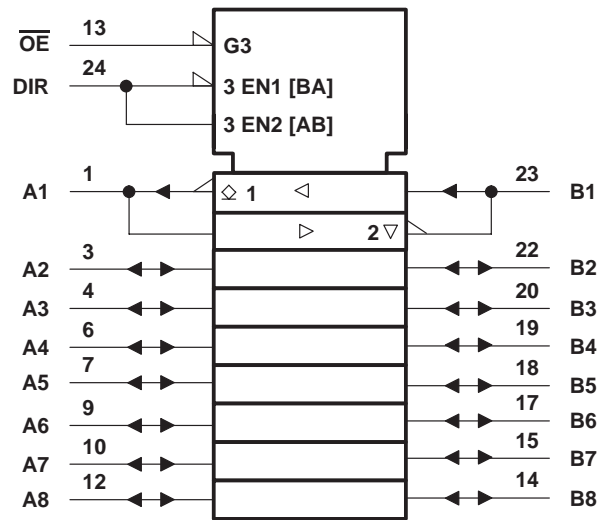 OE 13 G3
DIR 24 3 EN1 [BA]
3 EN2 [AB]
A1 1 1 23 B1
2
A2 3 22 B2
A3 4 20 B3
A4 6 19 B4
A5 7 18 B5
A6 9 17 B6
A7 10 15 B7
A8 12 14 B8